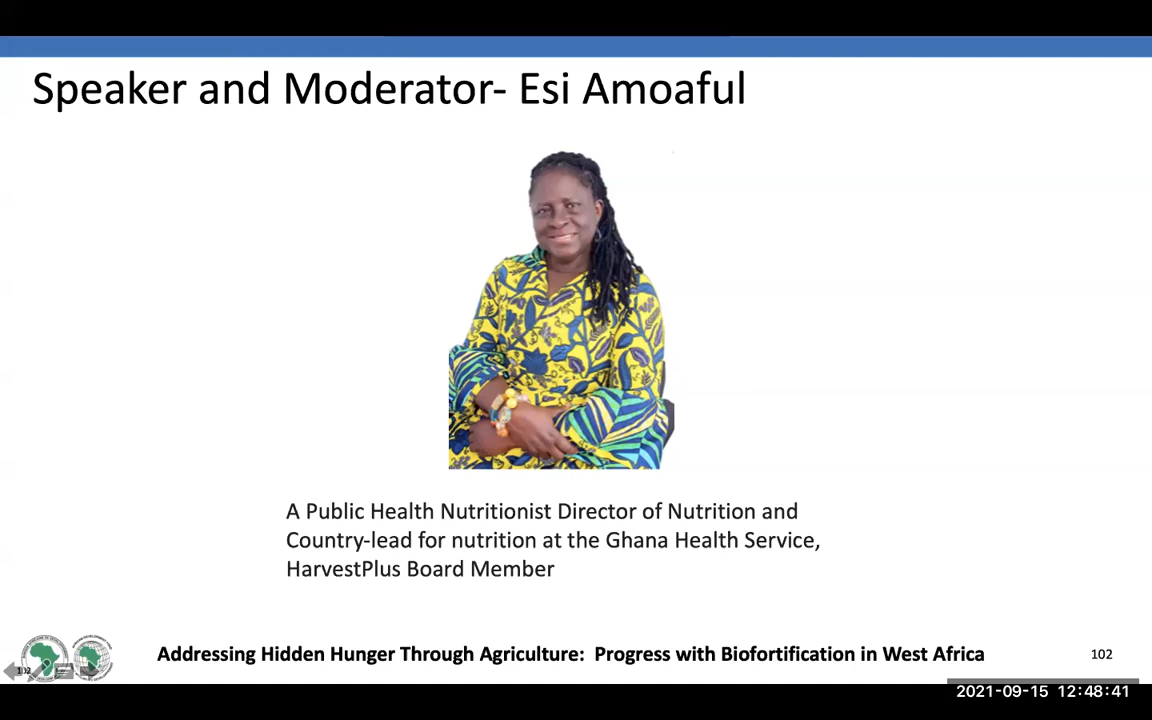 Speaker and Moderator- Esi Amoaful
A Public Health Nutritionist Director of Nutrition and
Country-lead for nutrition at the Ghana Health Service,
HarvestPlus Board Member
Addressing Hidden Hunger Through Agriculture:  Progress with Biofortification in West Africa
102
2021-09-15 12:48:41